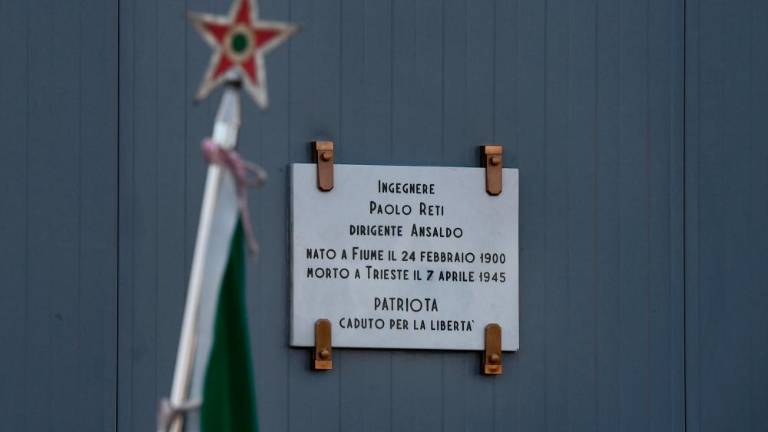 INGEGNERE
PAOLO RETI
DIRIGENTE ANSALDO
NATO A FIUME IL 24 FEBBRAIO 1900
MORTO A TRIESTE IL 7 APRILE 1945
PATRIOTA
CADUTO PER LA LIBERTA'